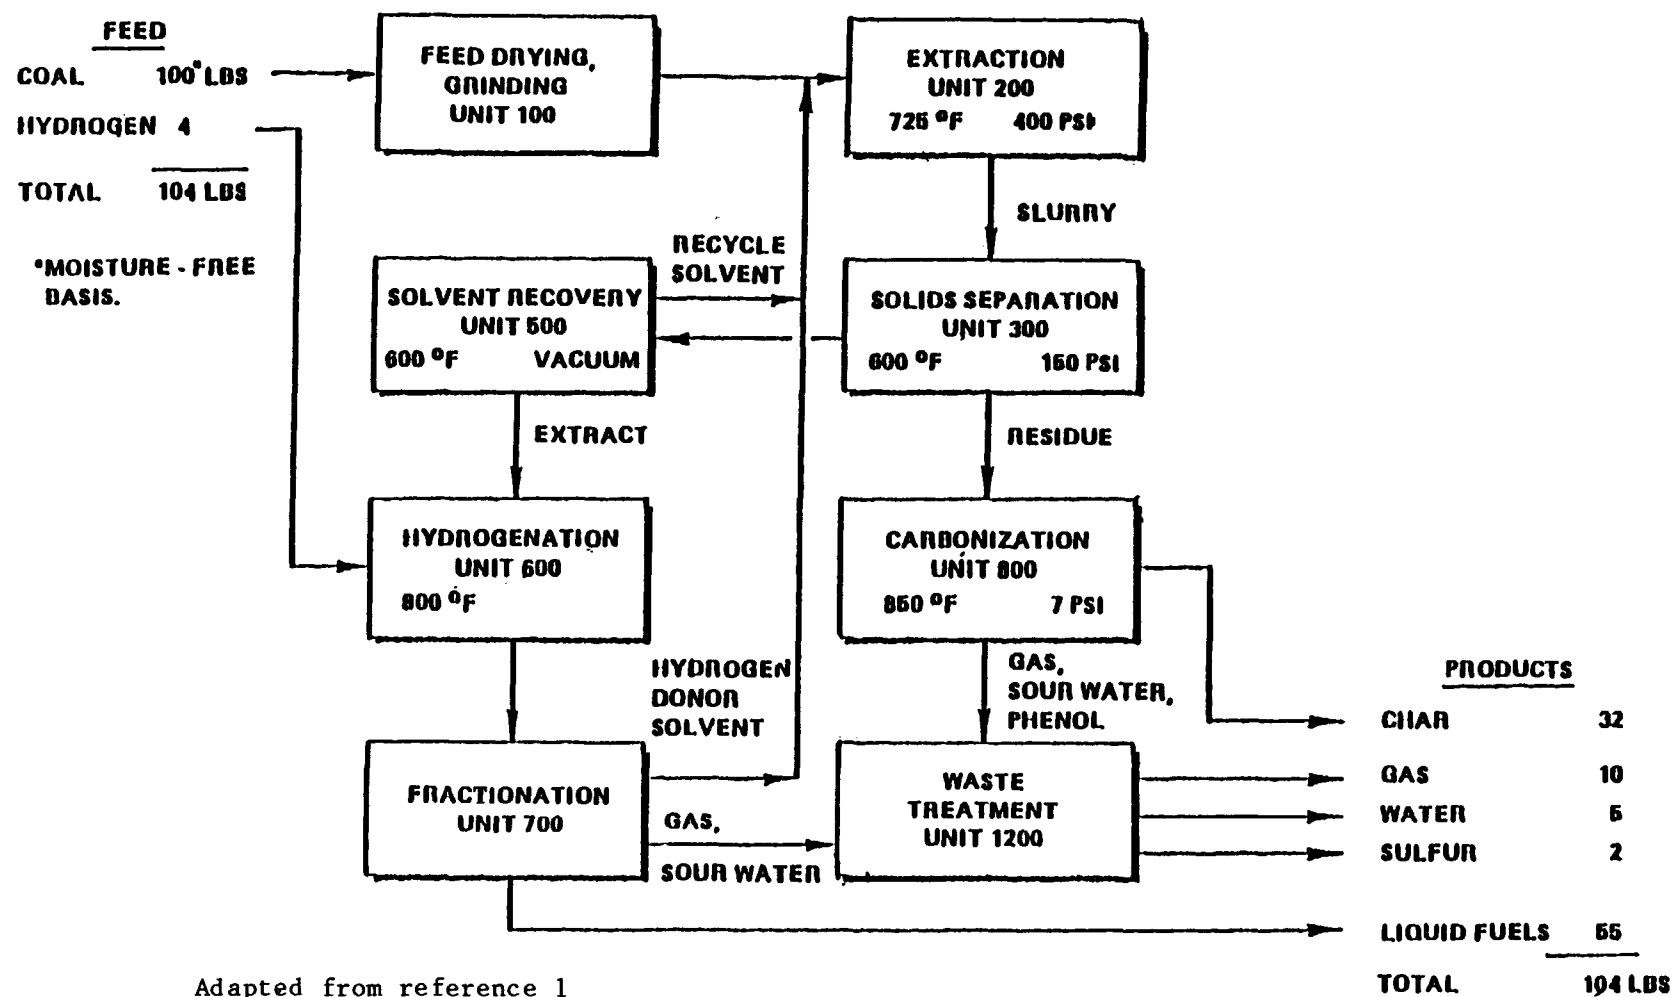 FEED
COAL 100* LBS
HYDROGEN 4
TOTAL 104 LBS
*MOISTURE - FREE
BASIS.
FEED DRYING,
GRINDING
UNIT 100
EXTRACTION
UNIT 200
725 °F 400 PSI
SLURRY
RECYCLE
SOLVENT
SOLVENT RECOVERY
UNIT 500
600 °F VACUUM
SOLIDS SEPARATION
UNIT 300
600 °F 150 PSI
EXTRACT
RESIDUE
HYDROGENATION
UNIT 600
800 °F
CARBONIZATION
UNIT 800
850 °F 7 PSI
HYDROGEN
DONOR
SOLVENT
GAS,
SOUR WATER,
PHENOL
FRACTIONATION
UNIT 700
GAS,
SOUR WATER
WASTE
TREATMENT
UNIT 1200
PRODUCTS
CHAR 32
GAS 10
WATER 5
SULFUR 2
LIQUID FUELS 55
TOTAL 104 LBS
Adapted from reference 1